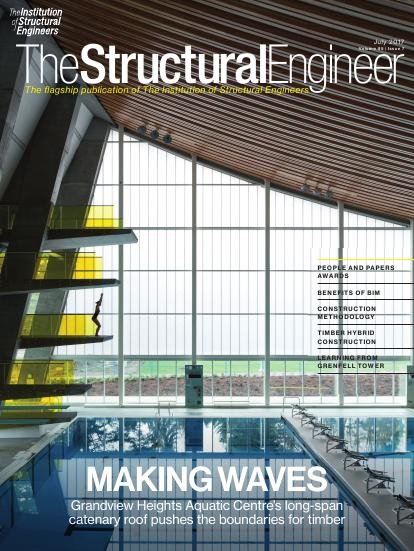 The Institution
of Structural
Engineers
TheStructuralEngineer
July 2017
Volume 95 | Issue 7
The flagship publication of The Institution of Structural Engineers
PEOPLE AND PAPERS
AWARDS
BENEFITS OF BIM
CONSTRUCTION
METHODOLOGY
TIMBER HYBRID
CONSTRUCTION
LEARNING FROM
GRENFELL TOWER
MAKING WAVES
Grandview Heights Aquatic Centre's long-span
catenary roof pushes the boundaries for timber